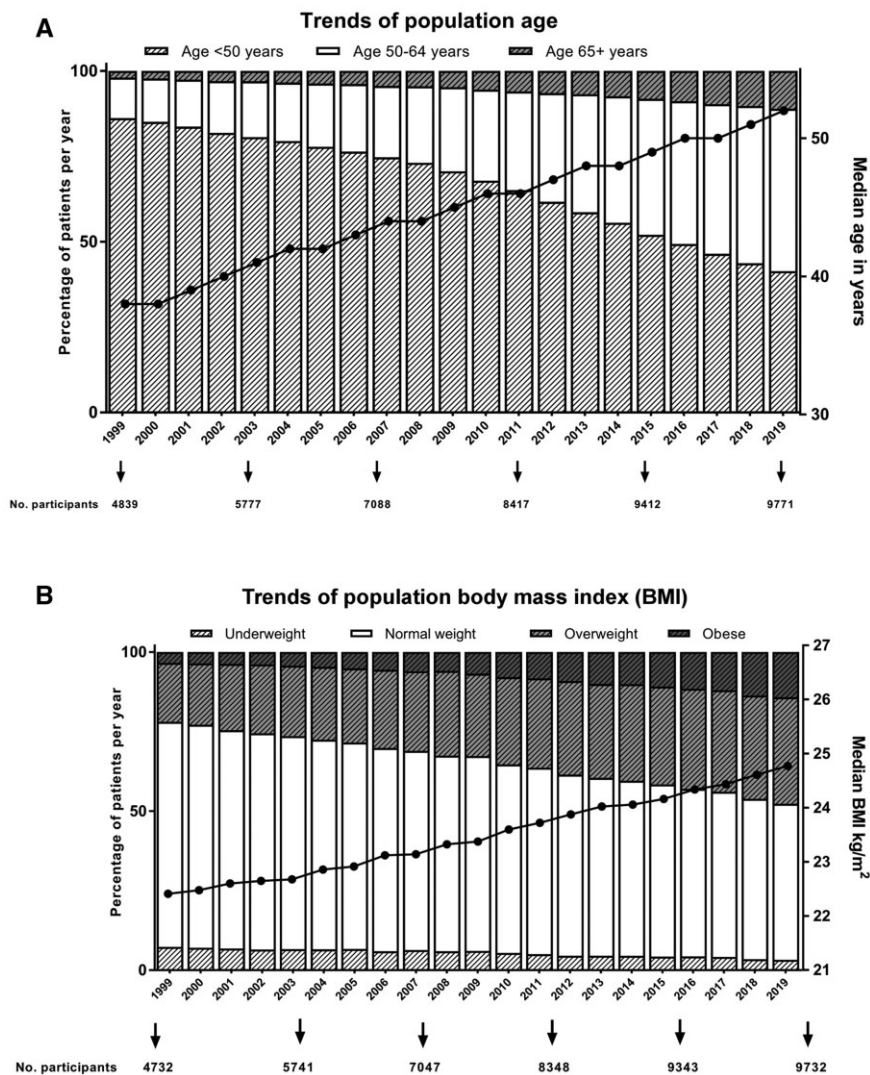 A
Trends of population age
Age <50 years Age 50-64 years Age 65+ years
100
50
0
Percentage of patients per year
50
40
30
Median age in years
1999 2000 2001 2002 2003 2004 2005 2006 2007 2008 2009 2010 2011 2012 2013 2014 2015 2016 2017 2018 2019
No. participants 4839 5777 7088 8417 9412 9771
B
Trends of population body mass index (BMI)
Underweight Normal weight Overweight Obese
100
50
0
Percentage of patients per year
27
26
25
24
23
22
21
Median BMI kg/m²
1999 2000 2001 2002 2003 2004 2005 2006 2007 2008 2009 2010 2011 2012 2013 2014 2015 2016 2017 2018 2019
No. participants 4732 5741 7047 8348 9343 9732